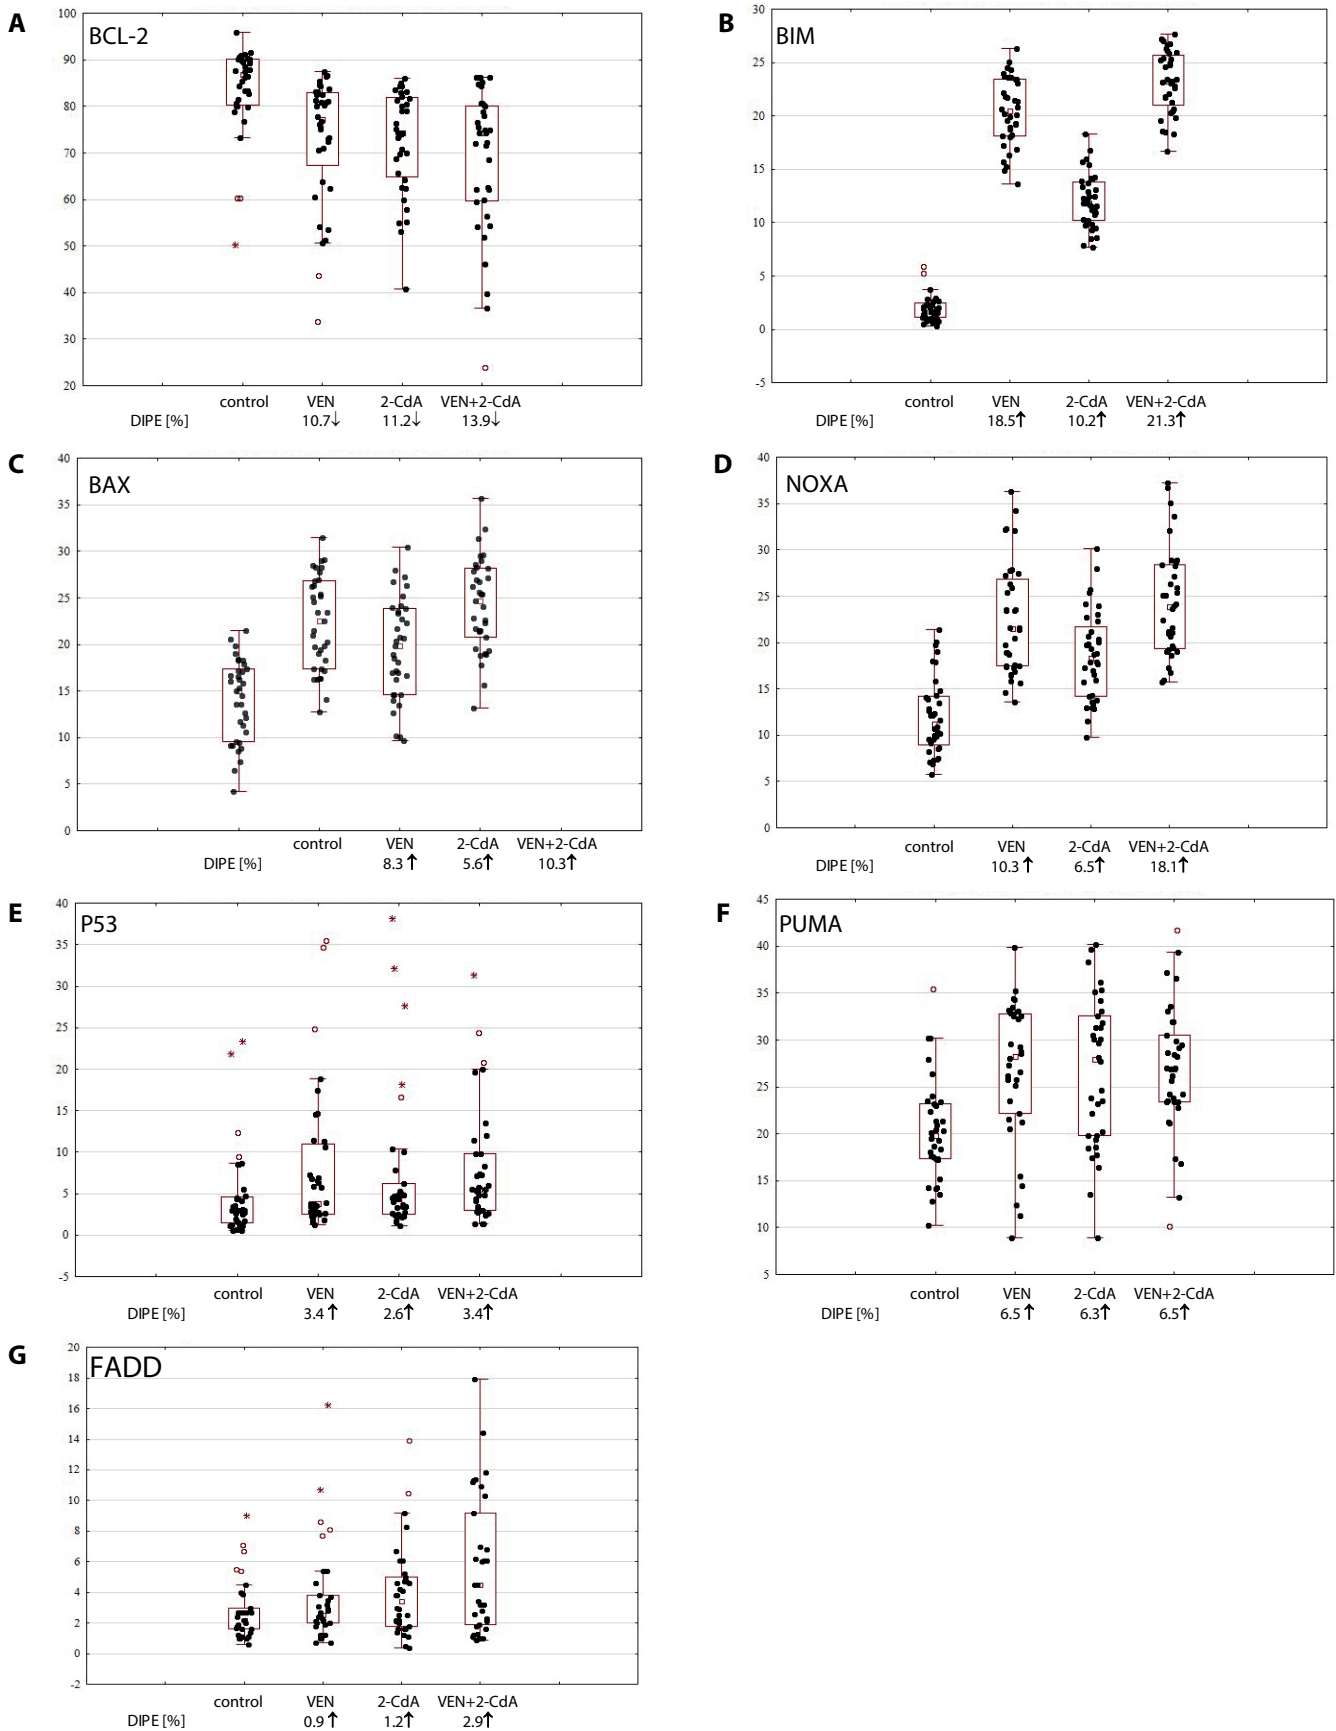 A
BCL-2
100
90
80
70
60
50
40
30
20
control VEN 2-CdA VEN+2-CdA
DIPE [%] 10.7↓ 11.2↓ 13.9↓
B
BIM
30
25
20
15
10
5
0
-5
control VEN 2-CdA VEN+2-CdA
DIPE [%] 18.5↑ 10.2↑ 21.3↑
C
BAX
40
35
30
25
20
15
10
5
0
control VEN 2-CdA VEN+2-CdA
DIPE [%] 8.3↑ 5.6↑ 10.3↑
D
NOXA
40
35
30
25
20
15
10
5
0
control VEN 2-CdA VEN+2-CdA
DIPE [%] 10.3↑ 6.5↑ 18.1↑
E
P53
40
35
30
25
20
15
10
5
0
-5
control VEN 2-CdA VEN+2-CdA
DIPE [%] 3.4↑ 2.6↑ 3.4↑
F
PUMA
45
40
35
30
25
20
15
10
5
control VEN 2-CdA VEN+2-CdA
DIPE [%] 6.5↑ 6.3↑ 6.5↑
G
FADD
20
18
16
14
12
10
8
6
4
2
0
-2
control VEN 2-CdA VEN+2-CdA
DIPE [%] 0.9↑ 1.2↑ 2.9↑